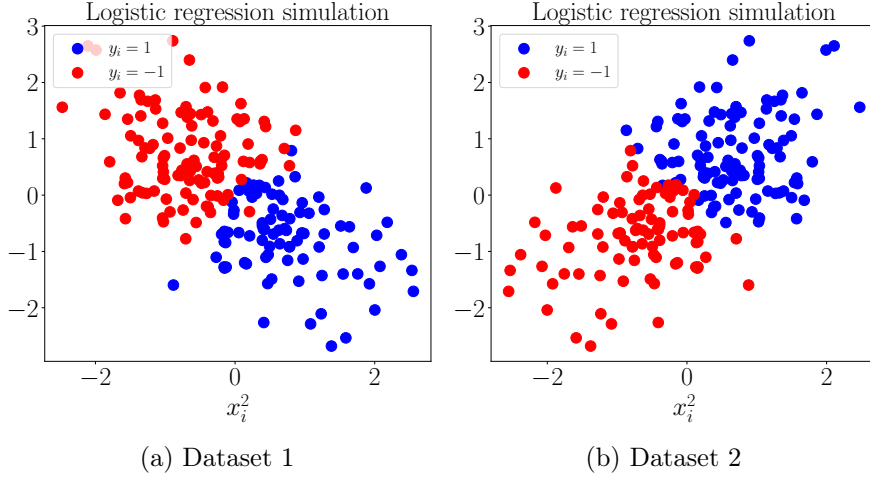 Logistic regression simulation
3
2
1
0
−1
−2
−2
0
2
x_i^2
y_i = 1
y_i = −1
(a) Dataset 1
Logistic regression simulation
3
2
1
0
−1
−2
−2
0
2
x_i^2
y_i = 1
y_i = −1
(b) Dataset 2